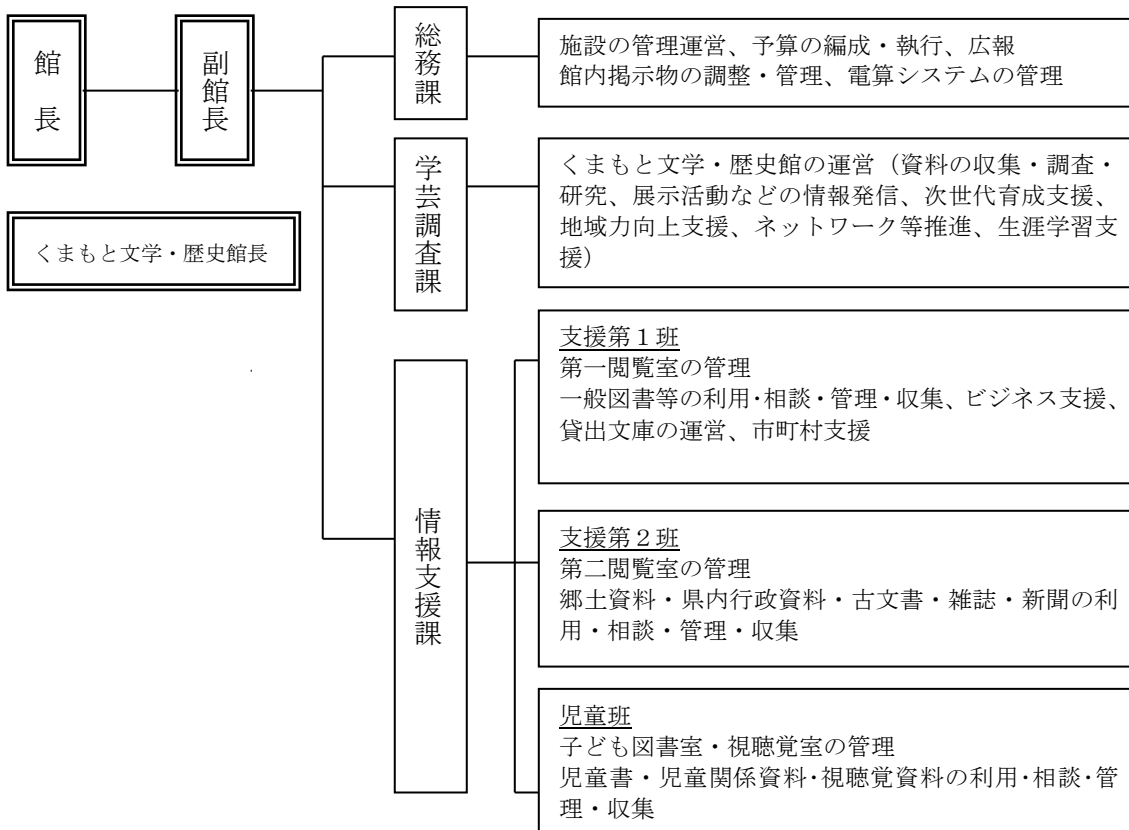 館長
副館長
くまもと文学・歴史館長
総務課
施設の管理運営、予算の編成・執行、広報
館内掲示物の調整・管理、電算システムの管理
学芸調査課
くまもと文学・歴史館の運営（資料の収集・調査・
研究、展示活動などの情報発信、次世代育成支援、
地域力向上支援、ネットワーク等推進、生涯学習支
援）
情報支援課
支援第１班
第一閲覧室の管理
一般図書等の利用・相談・管理・収集、ビジネス支援、
貸出文庫の運営、市町村支援
支援第２班
第二閲覧室の管理
郷土資料・県内行政資料・古文書・雑誌・新聞の利
用・相談・管理・収集
児童班
子ども図書室・視聴覚室の管理
児童書・児童関係資料・視聴覚資料の利用・相談・管
理・収集